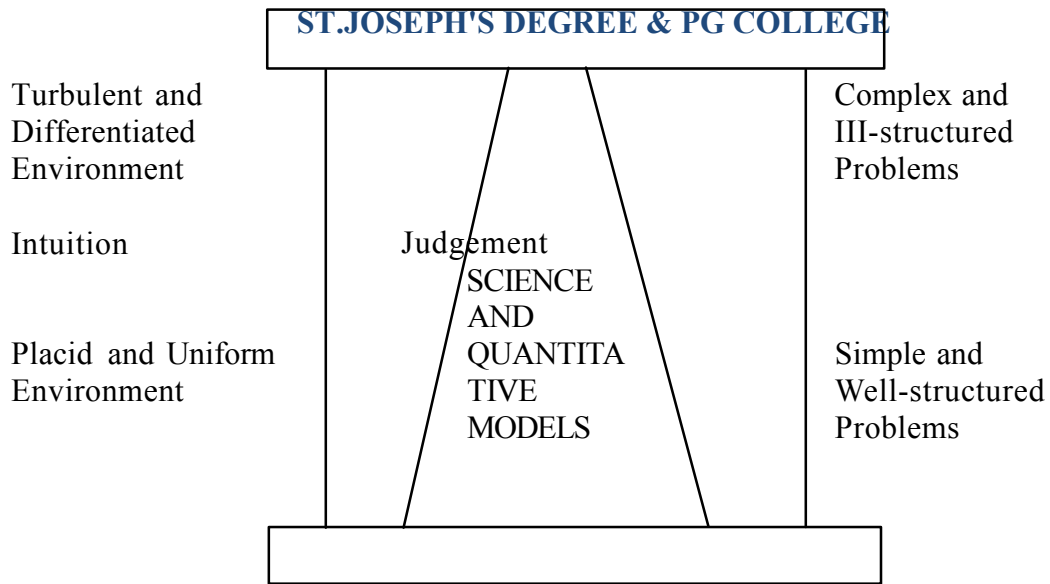 ST.JOSEPH'S DEGREE & PG COLLEGE
Turbulent and
Differentiated
Environment
Complex and
III-structured
Problems
Intuition
Judgement
SCIENCE
AND
QUANTITA
TIVE
MODELS
Placid and Uniform
Environment
Simple and
Well-structured
Problems